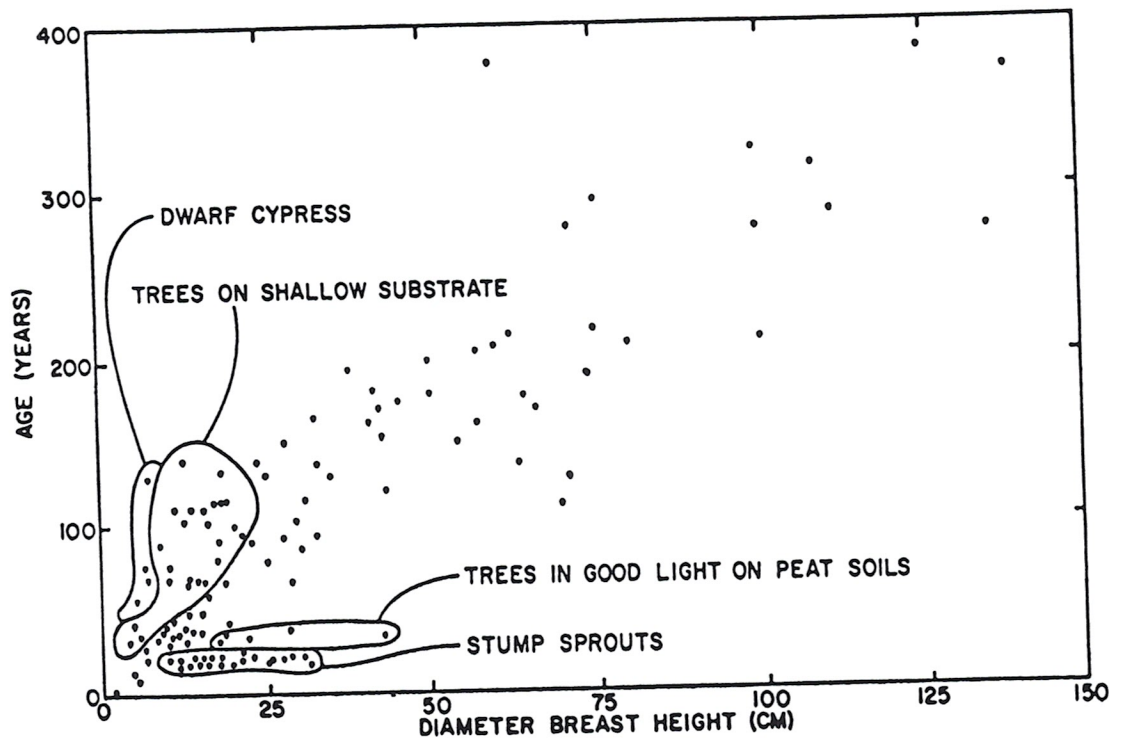 400
300
200
100
0
AGE (YEARS)
DWARF CYPRESS
TREES ON SHALLOW SUBSTRATE
TREES IN GOOD LIGHT ON PEAT SOILS
STUMP SPROUTS
0 25 50 75 100 125 150
DIAMETER BREAST HEIGHT (CM)